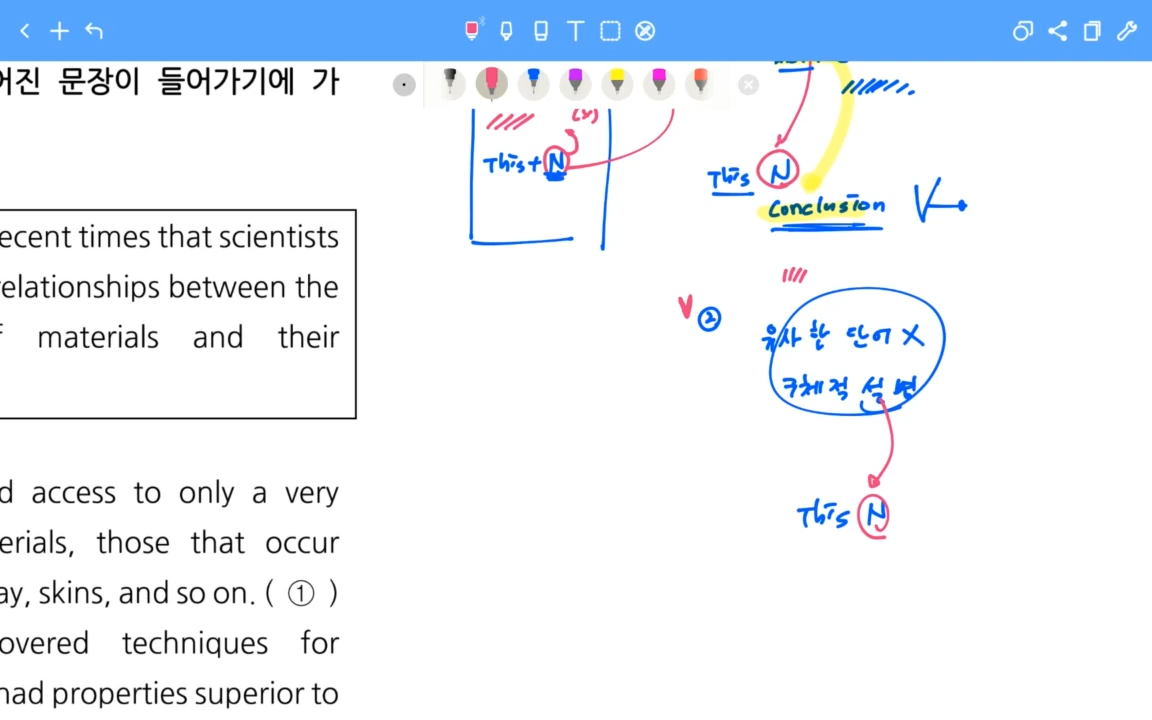 어진 문장이 들어가기에 가
ecent times that scientists
relationships between the
materials and their
d access to only a very
erials, those that occur
ay, skins, and so on. ( ① )
overed techniques for
had properties superior to
T
This + N
This N
Conclusion
②
유사한 단어 X
구체적 설명
This N